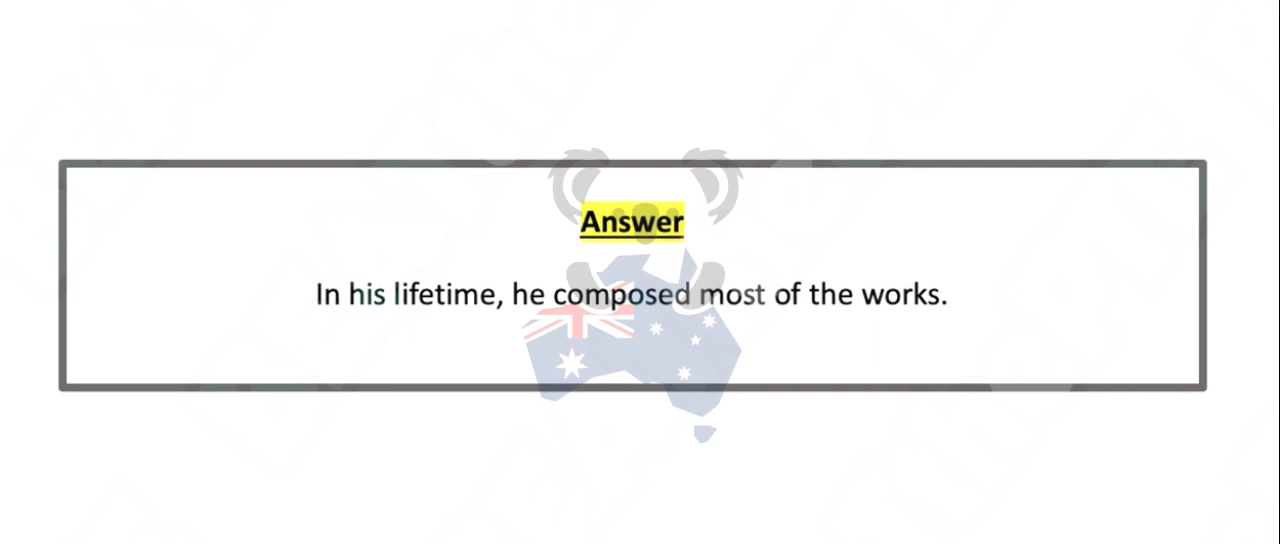 Answer
In his lifetime, he composed most of the works.